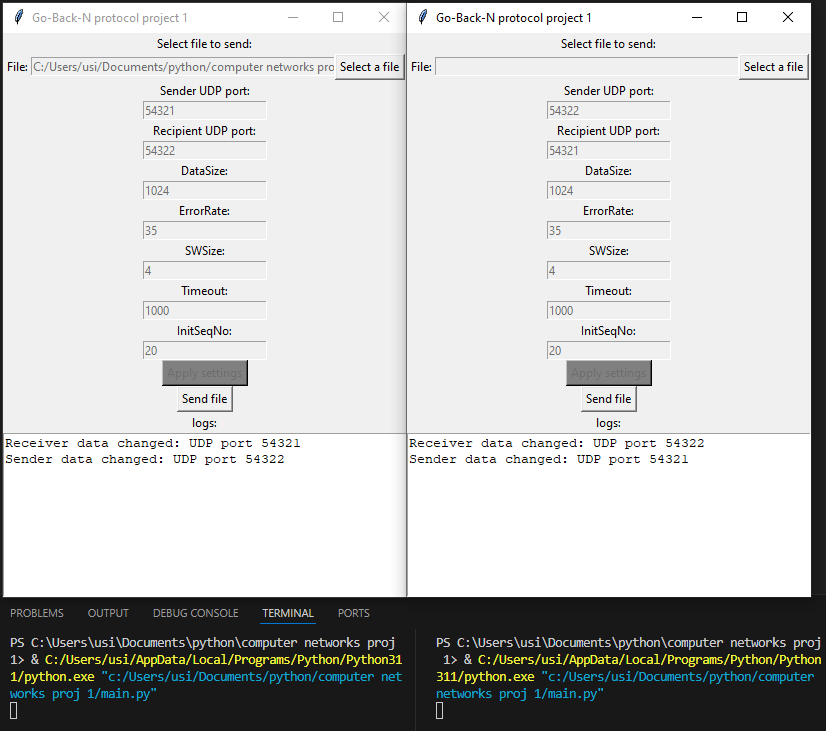 Go-Back-N protocol project 1
Select file to send:
File: C:/Users/usi/Documents/python/computer networks pro Select a file
Sender UDP port:
54321
Recipient UDP port:
54322
DataSize:
1024
ErrorRate:
35
SWSize:
4
Timeout:
1000
InitSeqNo:
20
Apply settings
Send file
logs:
Receiver data changed: UDP port 54321
Sender data changed: UDP port 54322
Go-Back-N protocol project 1
Select file to send:
File: Select a file
Sender UDP port:
54322
Recipient UDP port:
54321
DataSize:
1024
ErrorRate:
35
SWSize:
4
Timeout:
1000
InitSeqNo:
20
Apply settings
Send file
logs:
Receiver data changed: UDP port 54322
Sender data changed: UDP port 54321
PROBLEMS OUTPUT DEBUG CONSOLE TERMINAL PORTS
PS C:\Users\usi\Documents\python\computer networks proj
1> & C:/Users/usi/AppData/Local/Programs/Python/Python31
1/python.exe "c:/Users/usi/Documents/python/computer net
works proj 1/main.py"
PS C:\Users\usi\Documents\python\computer networks proj
1> & C:/Users/usi/AppData/Local/Programs/Python/Python
311/python.exe "c:/Users/usi/Documents/python/computer
networks proj 1/main.py"